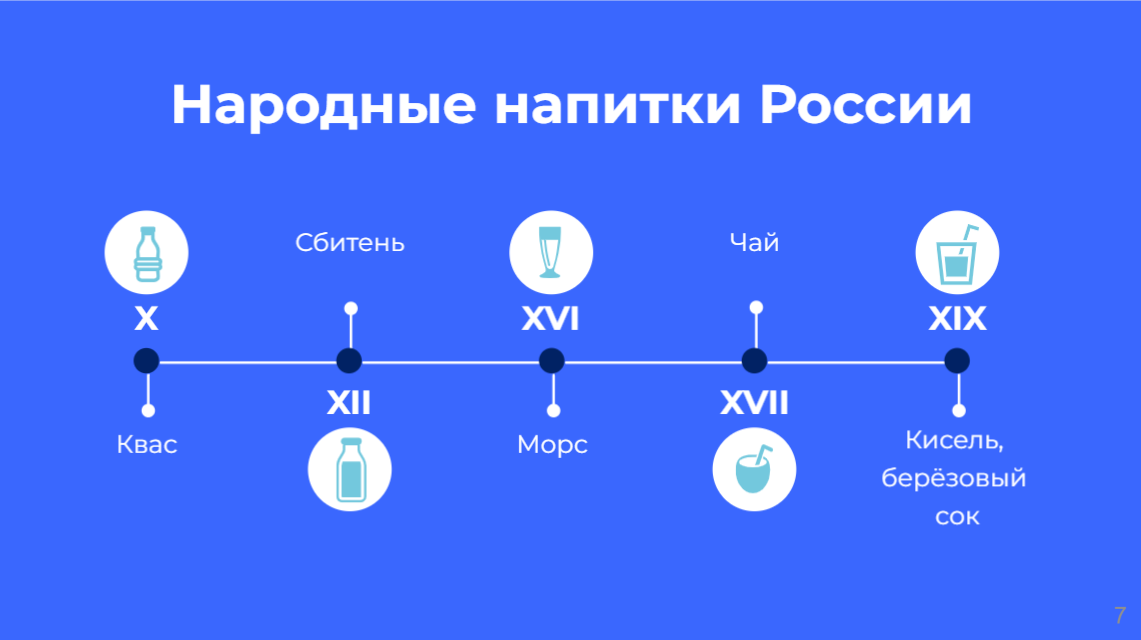 Народные напитки России
X
Квас
Сбитень
XII
XVI
Морс
Чай
XVII
XIX
Кисель,
берёзовый
сок
7